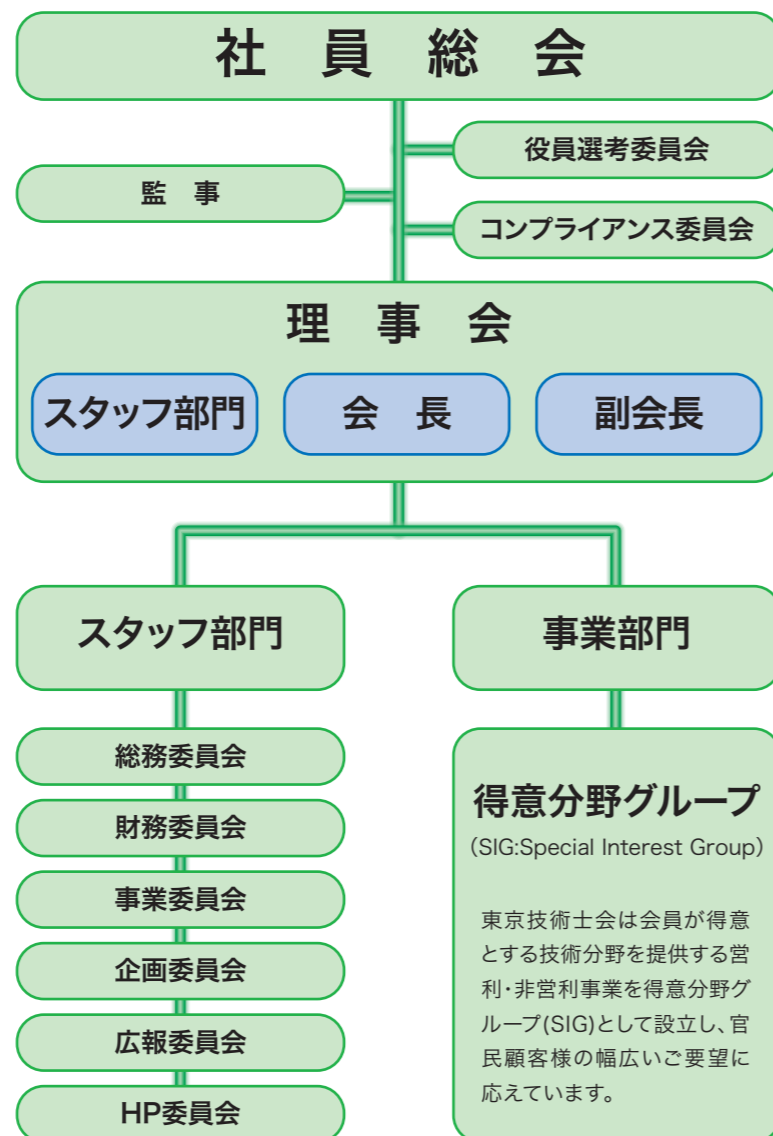 社　員　総　会
役員選考委員会
監　事
コンプライアンス委員会
理　事　会
スタッフ部門
会　長
副会長
スタッフ部門
事業部門
総務委員会
財務委員会
事業委員会
企画委員会
広報委員会
HP委員会
得意分野グループ
（SIG:Special Interest Group）
東京技術士会は会員が得意
とする技術分野を提供する営
利・非営利事業を得意分野グ
ループ(SIG)として設立し、官
民顧客様の幅広いご要望に
応えています。